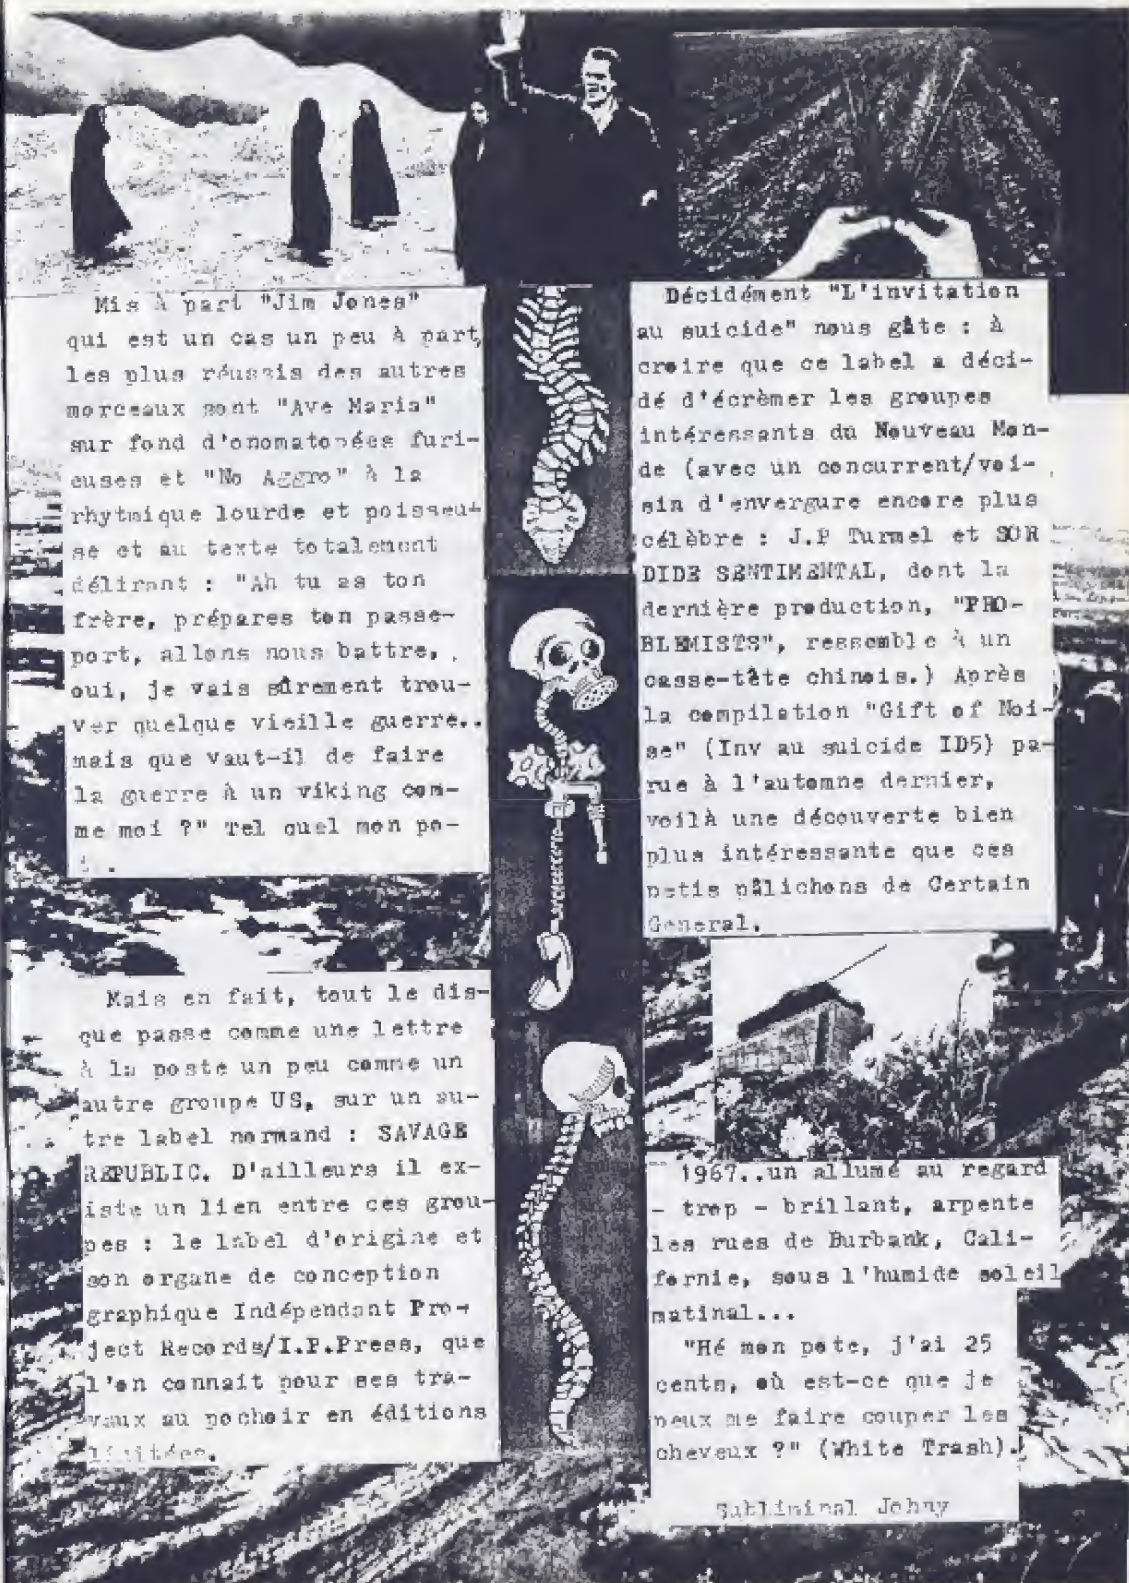 Mis à part "Jim Jones"
qui est un cas un peu à part,
les plus réussis des autres
morceaux sont "Ave Maria"
sur fond d'onomatopées furi-
euses et "No Aggro" à la
rhytmique lourde et poisseu-
se et au texte totalement
délirant : "Ah tu as ton
frère, prépares ton passe-
port, allons nous battre,
oui, je vais sûrement trou-
ver quelque vieille guerre..
mais que vaut-il de faire
la guerre à un viking com-
me moi ?" Tel quel mon po-
Mais en fait, tout le dis-
que passe comme une lettre
à la poste un peu comme un
autre groupe US, sur un au-
tre label normand : SAVAGE
REPUBLIC. D'ailleurs il ex-
iste un lien entre ces grou-
pes : le label d'origine et
son organe de conception
graphique Indépendant Pro-
ject Records/I.P.Press, que
l'on connait pour ses tra-
vaux au pochoir en éditions
limitées.
Décidément "L'invitation
au suicide" nous gâte : à
croire que ce label a déci-
dé d'écrèmer les groupes
intéressants du Nouveau Mon-
de (avec un concurrent/voi-
sin d'envergure encore plus
célèbre : J.P Turmel et SOR
DIDE SENTIMENTAL, dont la
dernière production, "PRO-
BLEMISTS", ressemble à un
casse-tête chinois.) Après
la compilation "Gift of Noi-
se" (Inv au suicide ID5) pa-
rue à l'automne dernier,
voilà une découverte bien
plus intéressante que ces
petis pâlichons de Certain
General.
1967..un allumé au regard
- trop - brillant, arpente
les rues de Burbank, Cali-
fornie, sous l'humide soleil
matinal...
"Hé mon pote, j'ai 25
cents, où est-ce que je
peux me faire couper les
cheveux ?" (White Trash).
Subliminal Johny